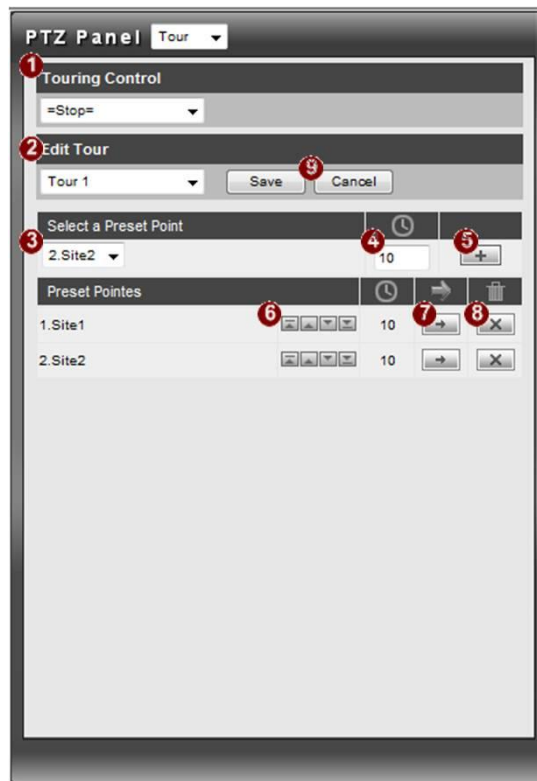 PTZ Panel Tour
1
Touring Control
=Stop=
2 Edit Tour
Tour 1 Save 9 Cancel
Select a Preset Point
3 2.Site2 4 10 5 +
Preset Pointes
1.Site1 6 10 7 8 X
2.Site2 10 X